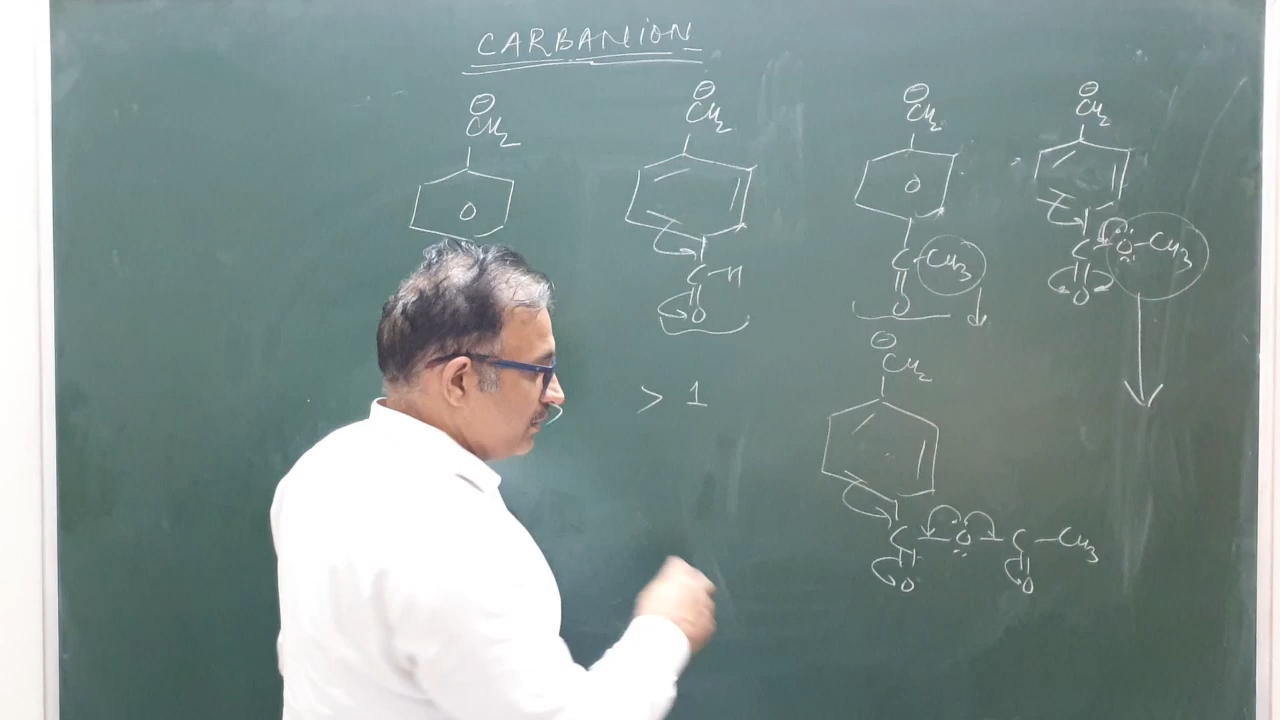 CARBANION
⊖ ⊖ ⊖ ⊖
CH2 CH2 CH2 CH2
O O
C-H C-CH3 C-Ö-CH3
O O O
⊖
CH2
> 1
C-Ö-C-CH3
O O